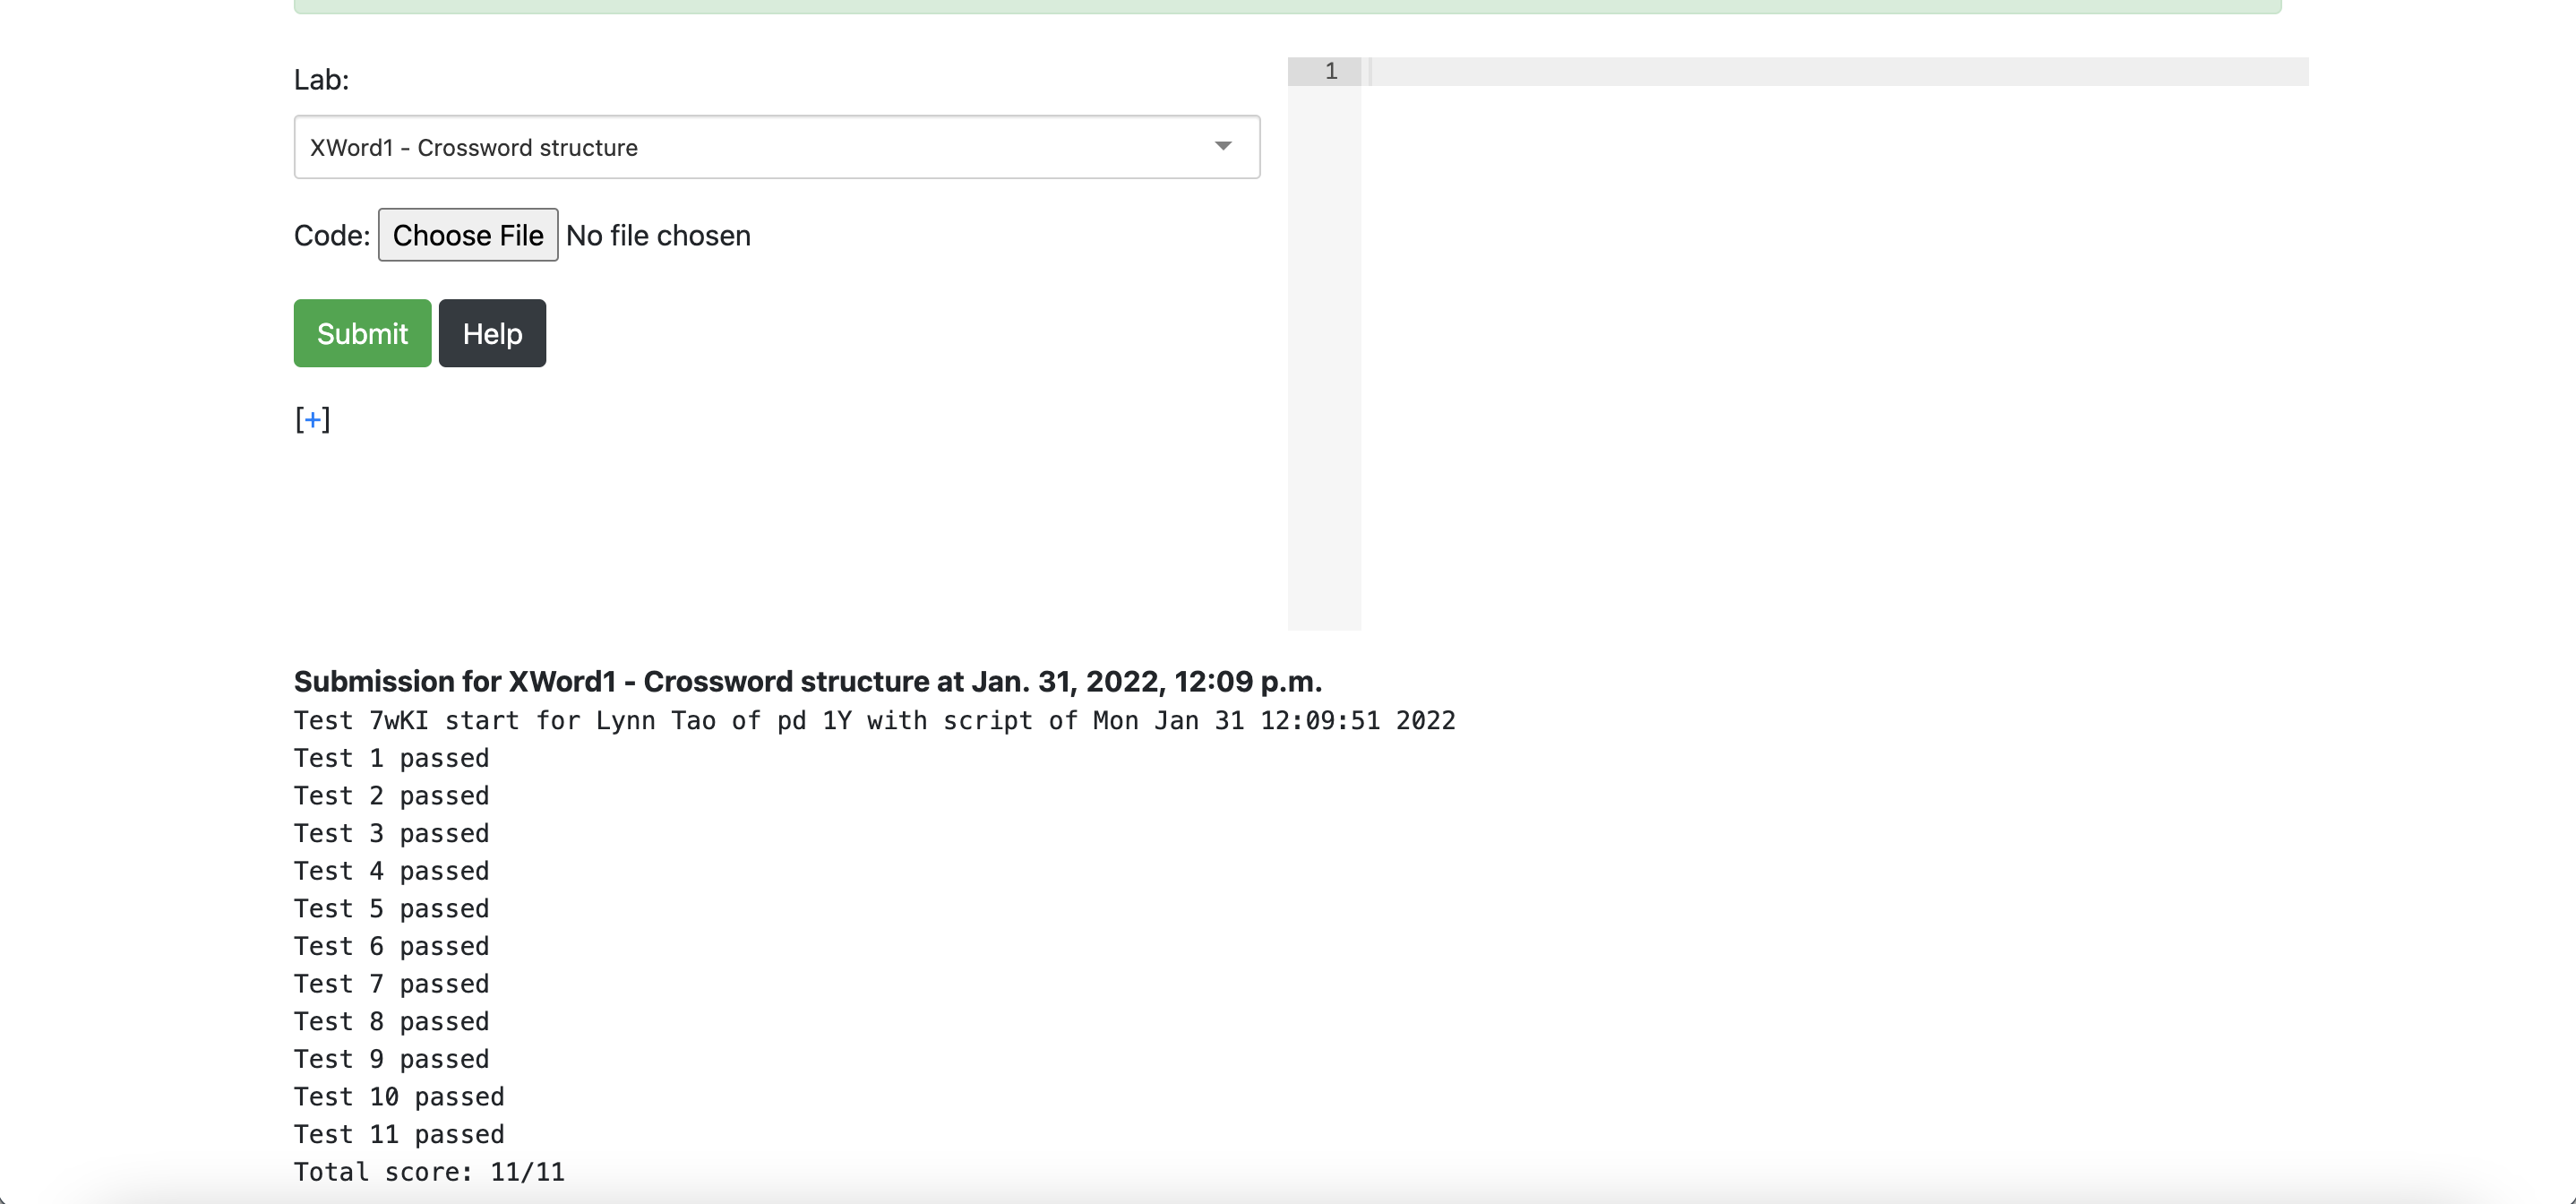 Lab:
XWord1 - Crossword structure
Code: Choose File No file chosen
Submit Help
[+]
1
Submission for XWord1 - Crossword structure at Jan. 31, 2022, 12:09 p.m.
Test 7wKI start for Lynn Tao of pd 1Y with script of Mon Jan 31 12:09:51 2022
Test 1 passed
Test 2 passed
Test 3 passed
Test 4 passed
Test 5 passed
Test 6 passed
Test 7 passed
Test 8 passed
Test 9 passed
Test 10 passed
Test 11 passed
Total score: 11/11